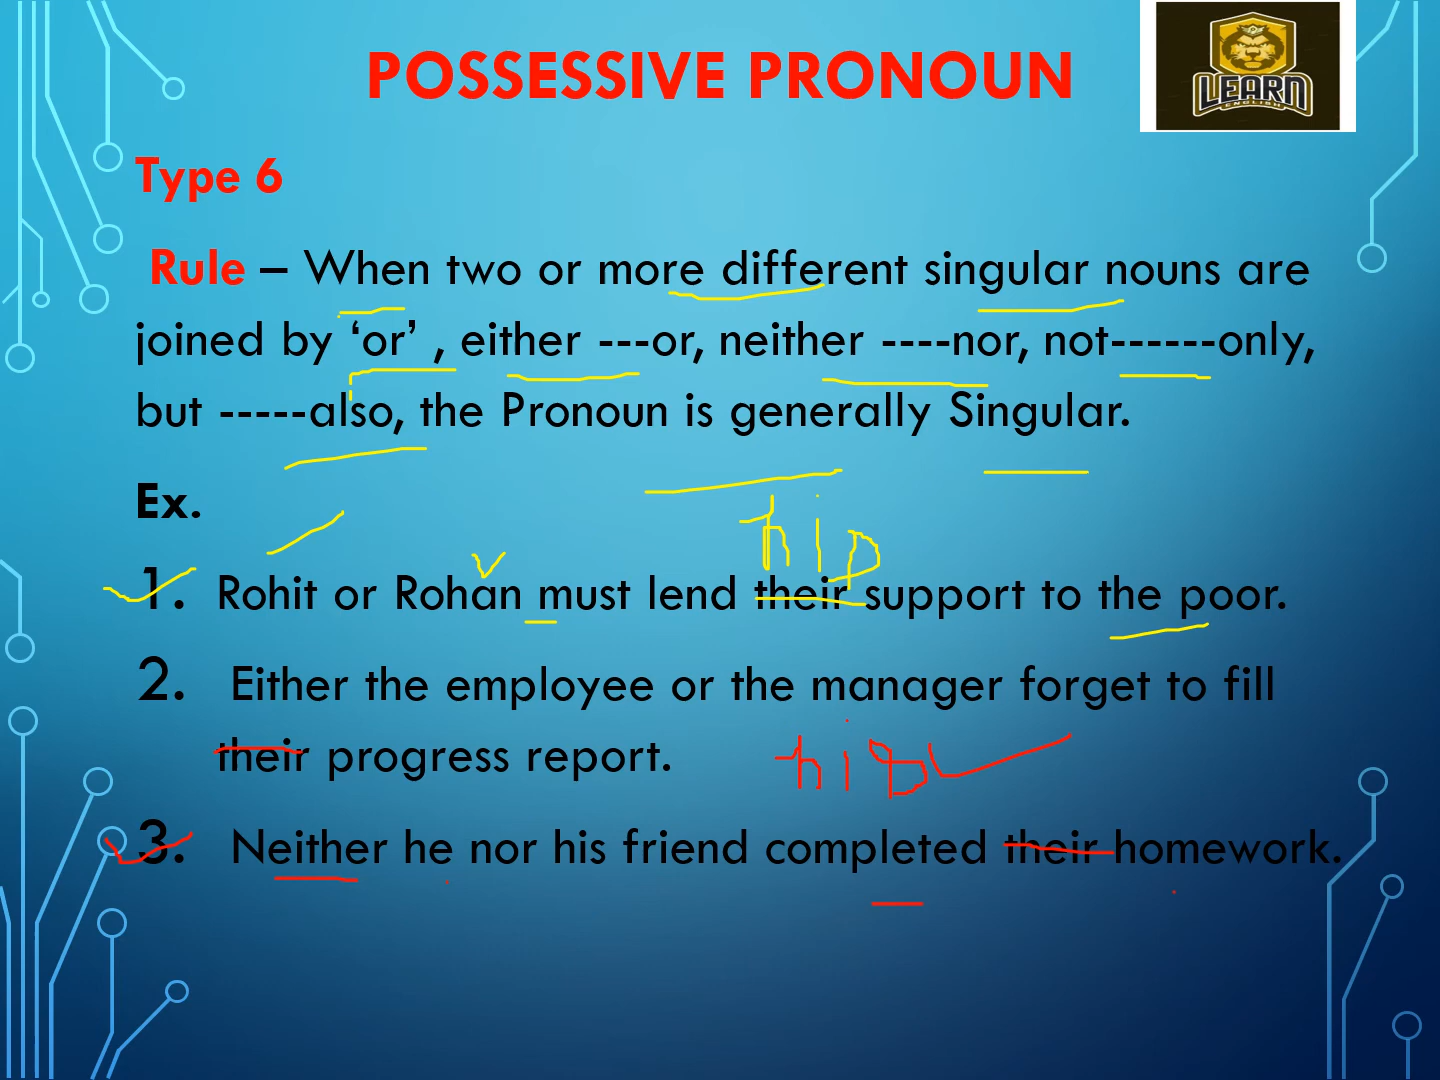 POSSESSIVE PRONOUN
LEARN
ENGLISH
Type 6
Rule – When two or more different singular nouns are
joined by ‘or’ , either ---or, neither ----nor, not------only,
but -----also, the Pronoun is generally Singular.
Ex.
his
1. Rohit or Rohan must lend their support to the poor.
2. Either the employee or the manager forget to fill
their progress report. his
3. Neither he nor his friend completed their homework.